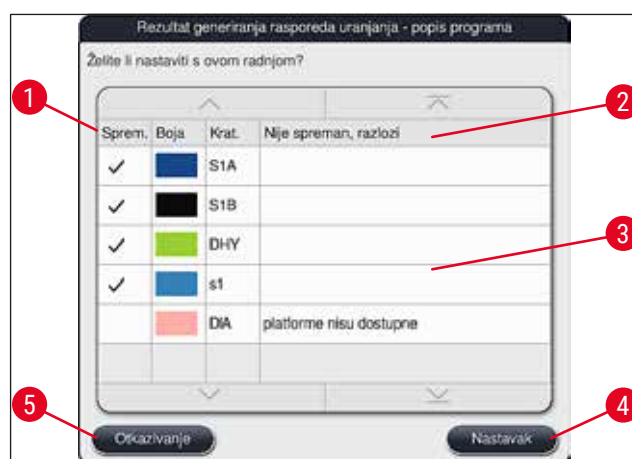 Rezultat generiranja rasporeda uranjanja - popis programa
Želite li nastaviti s ovom radnjom?
1
2
Sprem. Boja Krat. Nije spreman, razlozi
S1A
S1B
DHY
3
s1
DIA platforme nisu dostupne
5
4
Otkazivanje Nastavak